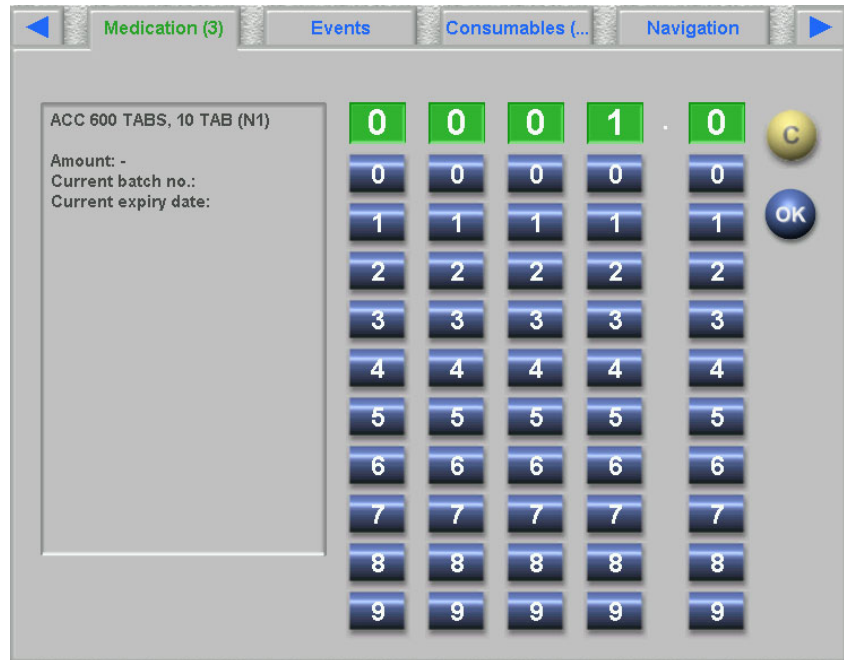 Medication (3) Events Consumables (... Navigation
ACC 600 TABS, 10 TAB (N1)
Amount: -
Current batch no.:
Current expiry date:
0 0 0 1 . 0
0 0 0 0 0
1 1 1 1 1
2 2 2 2 2
3 3 3 3 3
4 4 4 4 4
5 5 5 5 5
6 6 6 6 6
7 7 7 7 7
8 8 8 8 8
9 9 9 9 9
C
OK